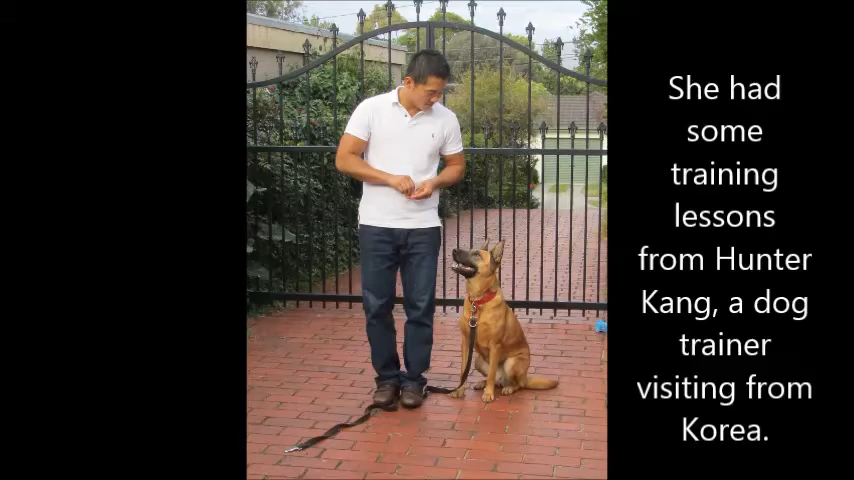 She had
some
training
lessons
from Hunter
Kang, a dog
trainer
visiting from
Korea.